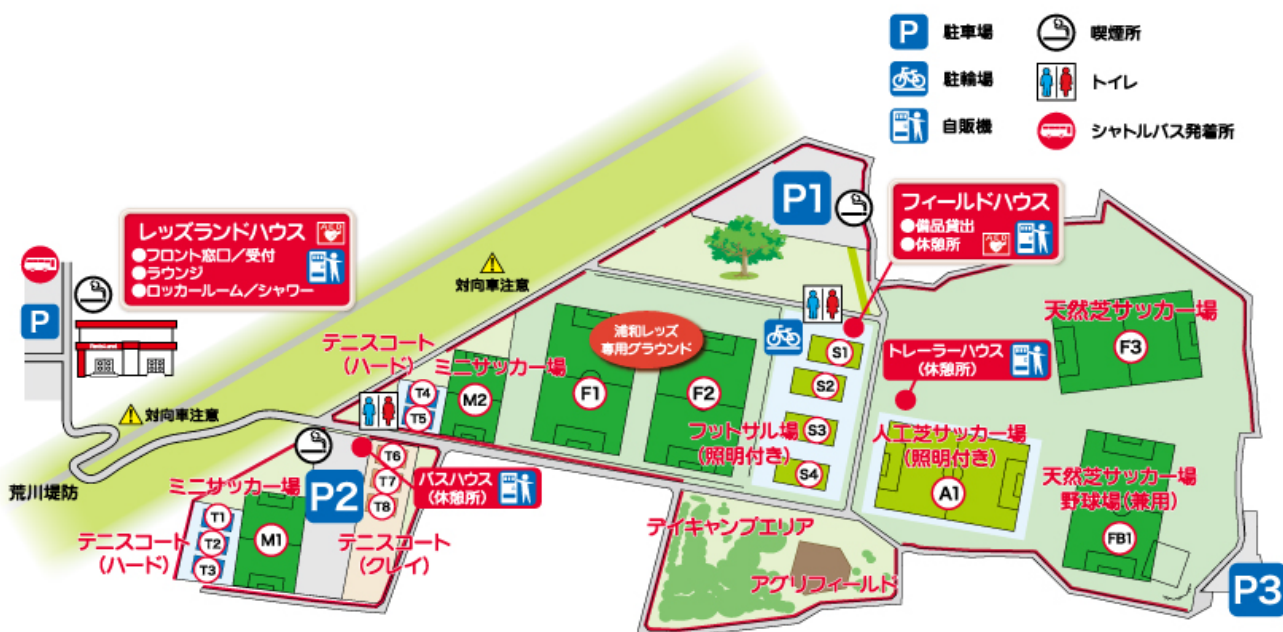 P 駐車場
喫煙所
駐輪場
トイレ
自販機
シャトルバス発着所
P1
フィールドハウス
●備品貸出
●休憩所
AED
レッズランドハウス
AED
●フロント窓口／受付
●ラウンジ
●ロッカールーム／シャワー
P
対向車注意
対向車注意
荒川堤防
テニスコート
（ハード）
T4
T5
ミニサッカー場
M2
F1
浦和レッズ
専用グラウンド
F2
S1
S2
S3
S4
フットサル場
（照明付き）
トレーラーハウス
（休憩所）
天然芝サッカー場
F3
人工芝サッカー場
（照明付き）
A1
天然芝サッカー場
野球場（兼用）
FB1
P3
バスハウス
（休憩所）
P2
T6
T7
T8
テニスコート
（クレイ）
ミニサッカー場
M1
T1
T2
T3
テニスコート
（ハード）
デイキャンプエリア
アグリフィールド